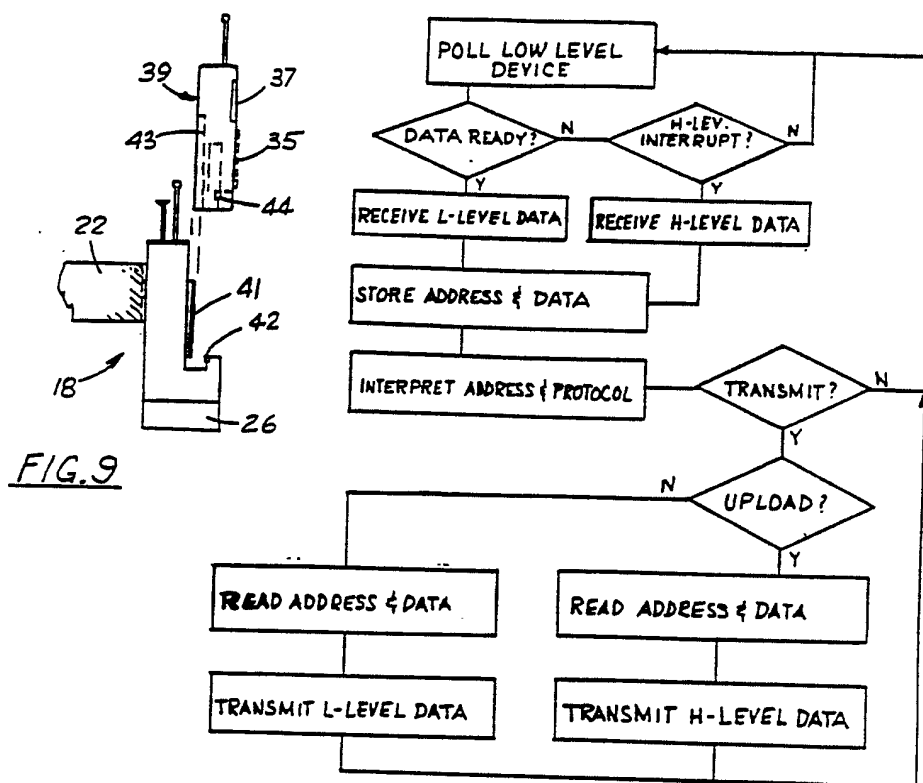 39
37
43
35
44
22
41
42
18
26
FIG.9
POLL LOW LEVEL
DEVICE
DATA READY?
N
H-LEV.
INTERRUPT?
N
Y
Y
RECEIVE L-LEVEL DATA
RECEIVE H-LEVEL DATA
STORE ADDRESS & DATA
INTERPRET ADDRESS & PROTOCOL
TRANSMIT?
N
Y
N
UPLOAD?
Y
READ ADDRESS & DATA
READ ADDRESS & DATA
TRANSMIT L-LEVEL DATA
TRANSMIT H-LEVEL DATA